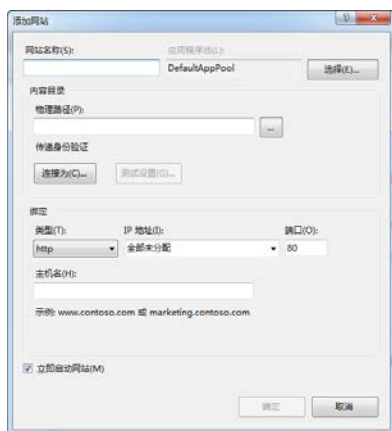 添加网站
网站名称(S): 应用程序池(L):
DefaultAppPool 选择(E)...
内容目录
物理路径(P):
...
传递身份验证
连接为(C)... 测试设置(G)...
绑定
类型(T): IP 地址(I): 端口(O):
http 全部未分配 80
主机名(H):
示例: www.contoso.com 或 marketing.contoso.com
立即启动网站(M)
确定 取消